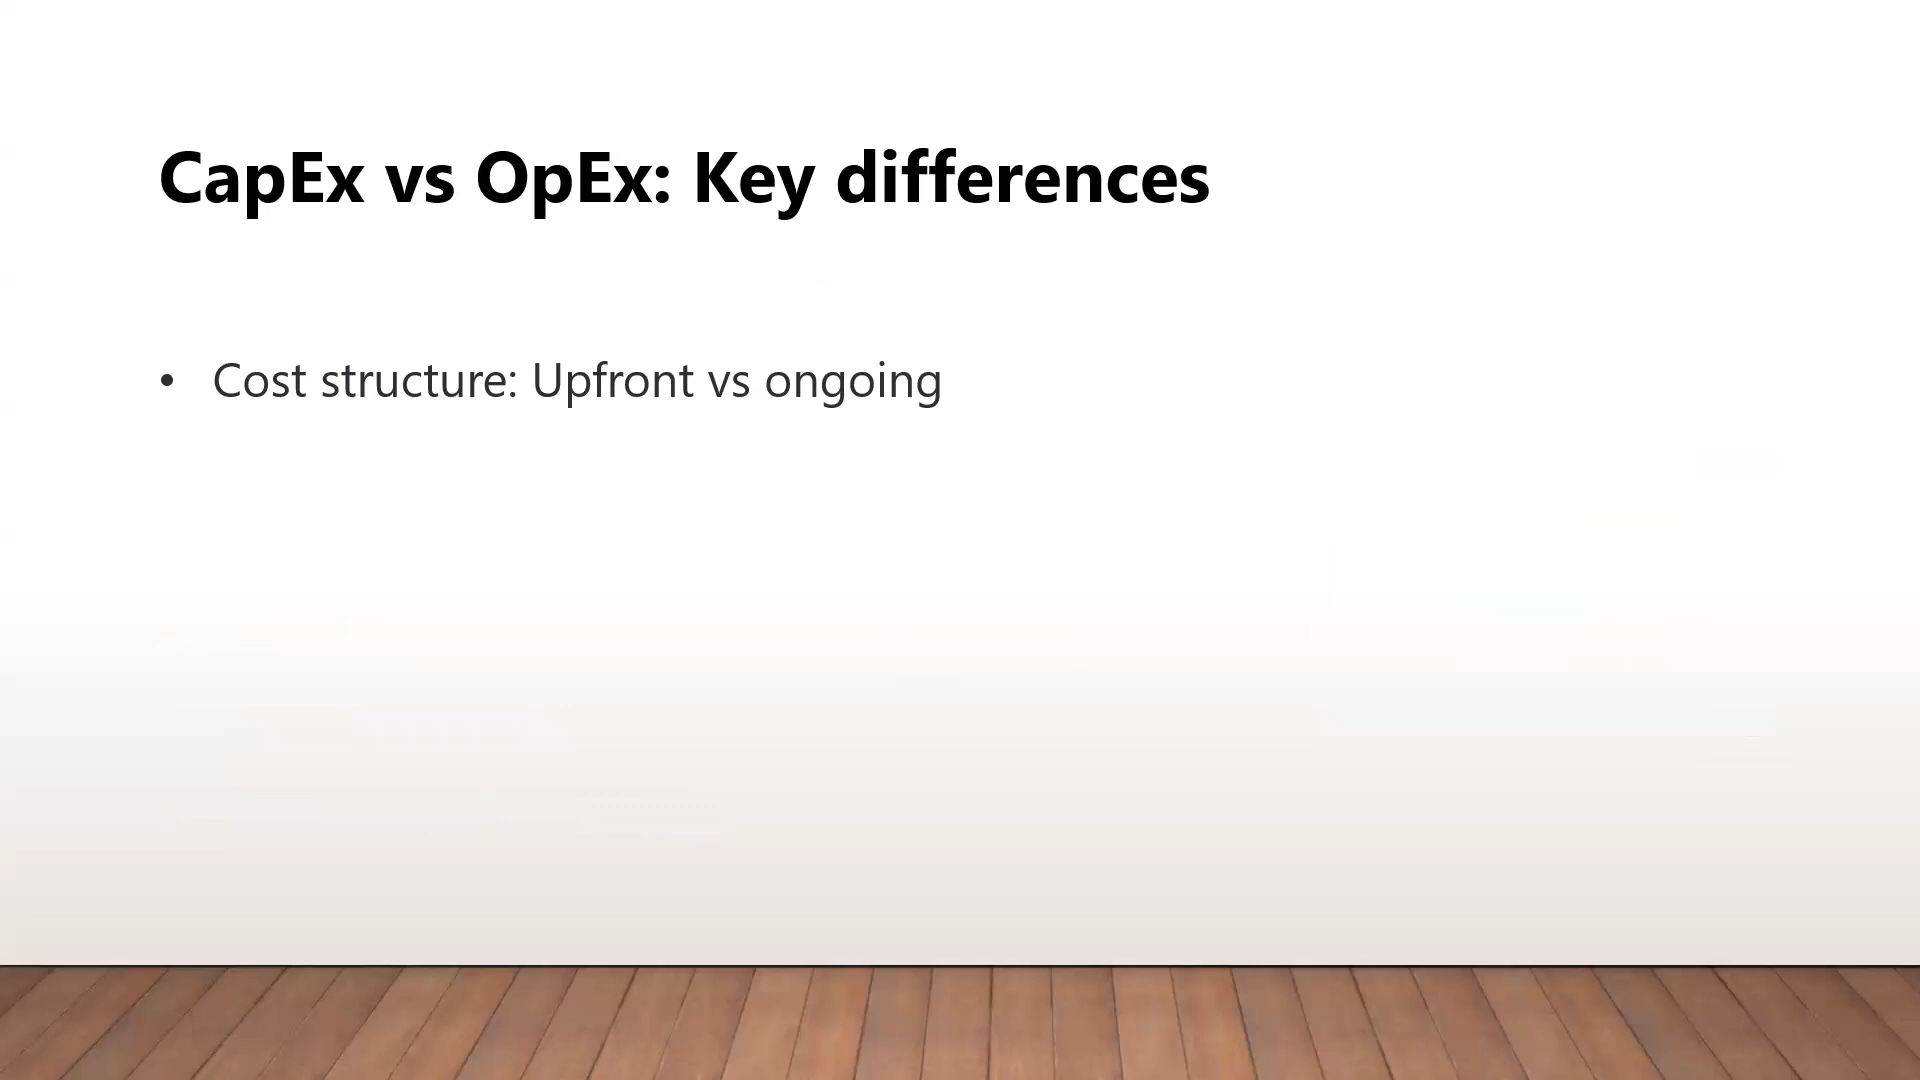 CapEx vs OpEx: Key differences
• Cost structure: Upfront vs ongoing